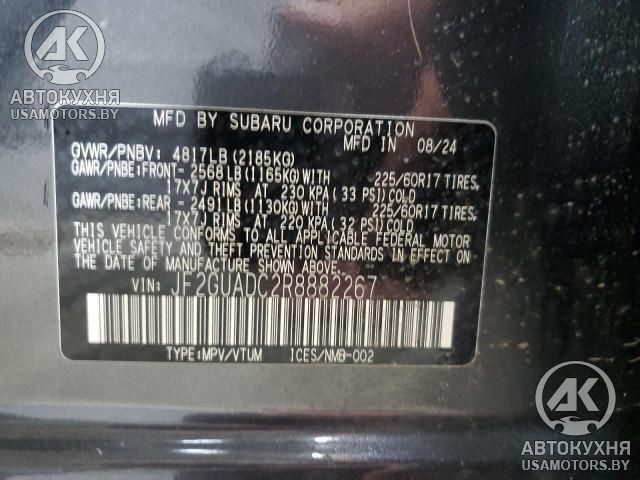 AK
АВТОКУХНЯ
USAMOTORS.BY
MFD BY SUBARU CORPORATION MFD IN 08/24
GVWR/PNBV: 4817LB (2185KG)
GAWR/PNBE:FRONT- 2568LB(1165KG)WITH 225/60R17 TIRES,
17X7J RIMS AT 230 KPA (33 PSI)COLD
GAWR/PNBE:REAR - 2491LB(1130KG)WITH 225/60R17 TIRES,
17X7J RIMS AT 220 KPA (32 PSI)COLD
THIS VEHICLE CONFORMS TO ALL APPLICABLE FEDERAL MOTOR
VEHICLE SAFETY AND THEFT PREVENTION STANDARDS IN EFFECT
ON THE DATE OF MANUFACTURE SHOWN ABOVE.
VIN: JF2GUADC2R8882267
TYPE:MPV/VTUM ICES/NMB-002
AK
АВТОКУХНЯ
USAMOTORS.BY